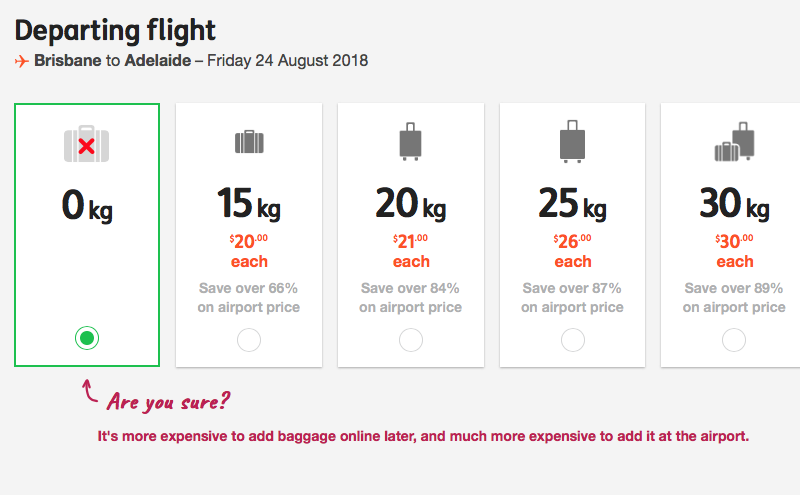 Departing flight
Brisbane to Adelaide – Friday 24 August 2018
0 kg
15 kg
$20.00
each
Save over 66%
on airport price
20 kg
$21.00
each
Save over 84%
on airport price
25 kg
$26.00
each
Save over 87%
on airport price
30 kg
$30.00
each
Save over 89%
on airport price
Are you sure?
It's more expensive to add baggage online later, and much more expensive to add it at the airport.